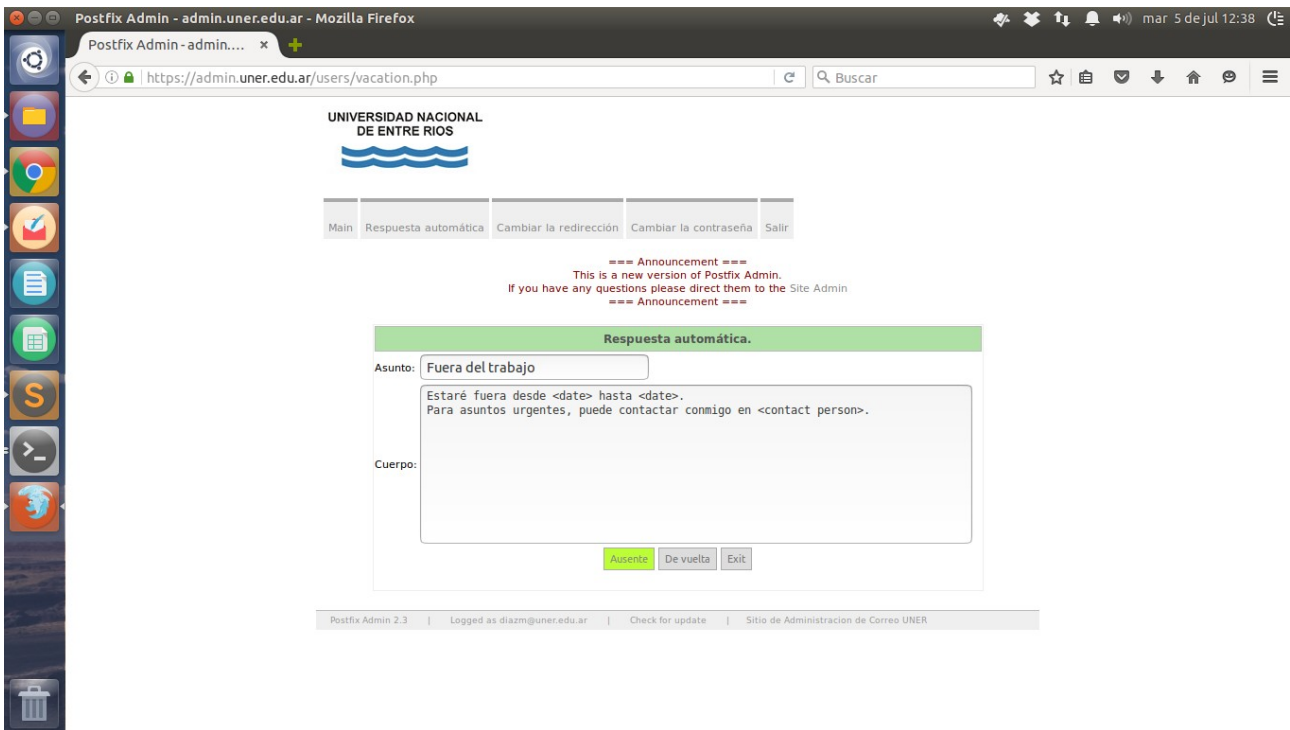 Postfix Admin - admin.uner.edu.ar - Mozilla Firefox
mar 5 de jul 12:38
Postfix Admin - admin.... ×
https://admin.uner.edu.ar/users/vacation.php
Buscar
UNIVERSIDAD NACIONAL
DE ENTRE RIOS
Main Respuesta automática Cambiar la redirección Cambiar la contraseña Salir
=== Announcement ===
This is a new version of Postfix Admin.
If you have any questions please direct them to the Site Admin
=== Announcement ===
Respuesta automática.
Asunto: Fuera del trabajo
Estaré fuera desde <date> hasta <date>.
Para asuntos urgentes, puede contactar conmigo en <contact person>.
Cuerpo:
Ausente De vuelta Exit
Postfix Admin 2.3 | Logged as diazm@uner.edu.ar | Check for update | Sitio de Administracion de Correo UNER